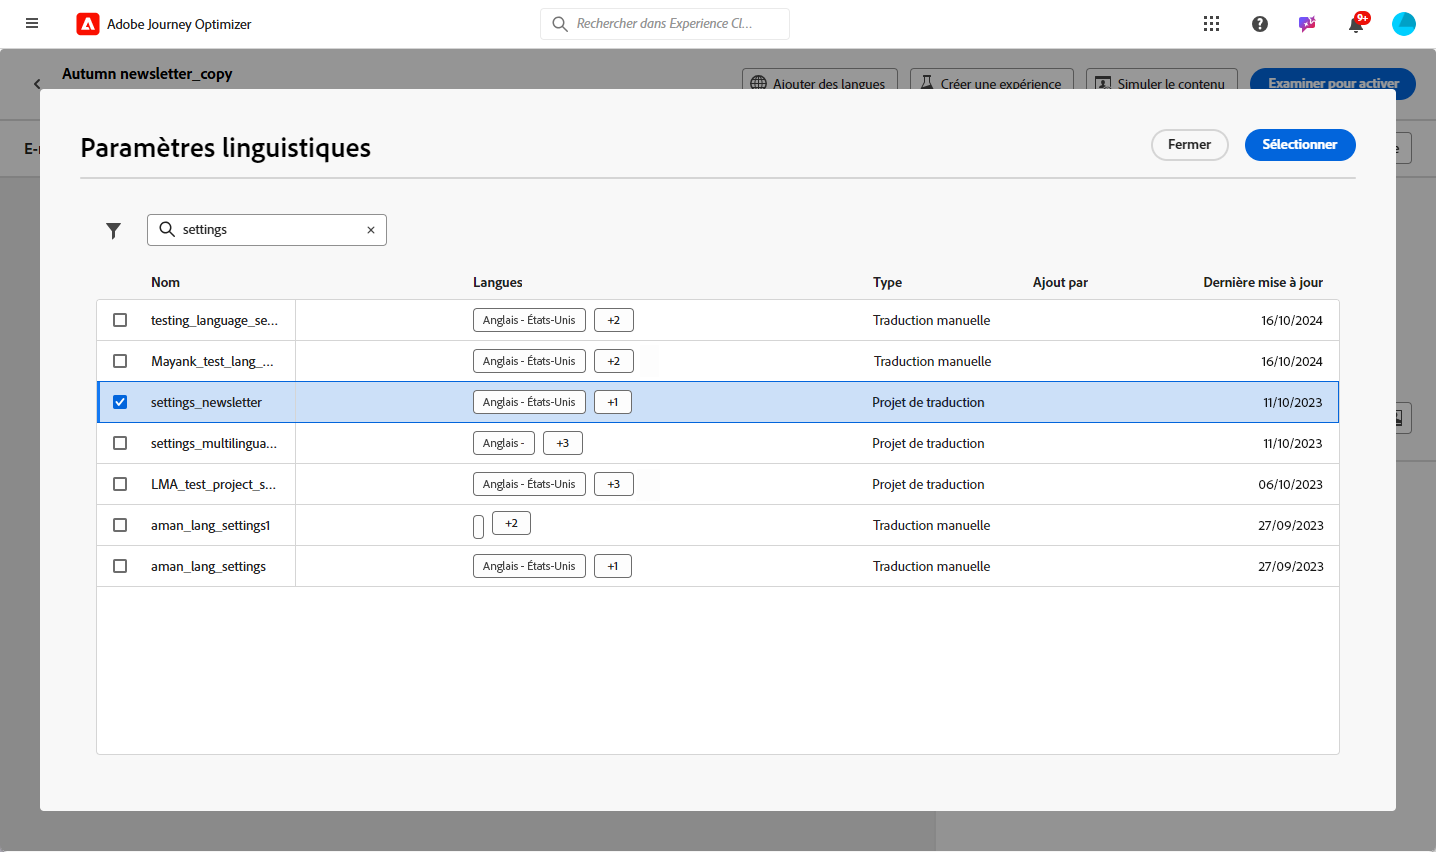 Adobe Journey Optimizer
Rechercher dans Experience Cl...
9+
Autumn newsletter_copy
Ajouter des langues
Créer une expérience
Simuler le contenu
Examiner pour activer
Paramètres linguistiques
Fermer
Sélectionner
settings
Nom Langues Type Ajout par Dernière mise à jour
testing_language_se... Anglais - États-Unis +2 Traduction manuelle 16/10/2024
Mayank_test_lang_... Anglais - États-Unis +2 Traduction manuelle 16/10/2024
settings_newsletter Anglais - États-Unis +1 Projet de traduction 11/10/2023
settings_multilingua... Anglais - +3 Projet de traduction 11/10/2023
LMA_test_project_s... Anglais - États-Unis +3 Projet de traduction 06/10/2023
aman_lang_settings1 +2 Traduction manuelle 27/09/2023
aman_lang_settings Anglais - États-Unis +1 Traduction manuelle 27/09/2023